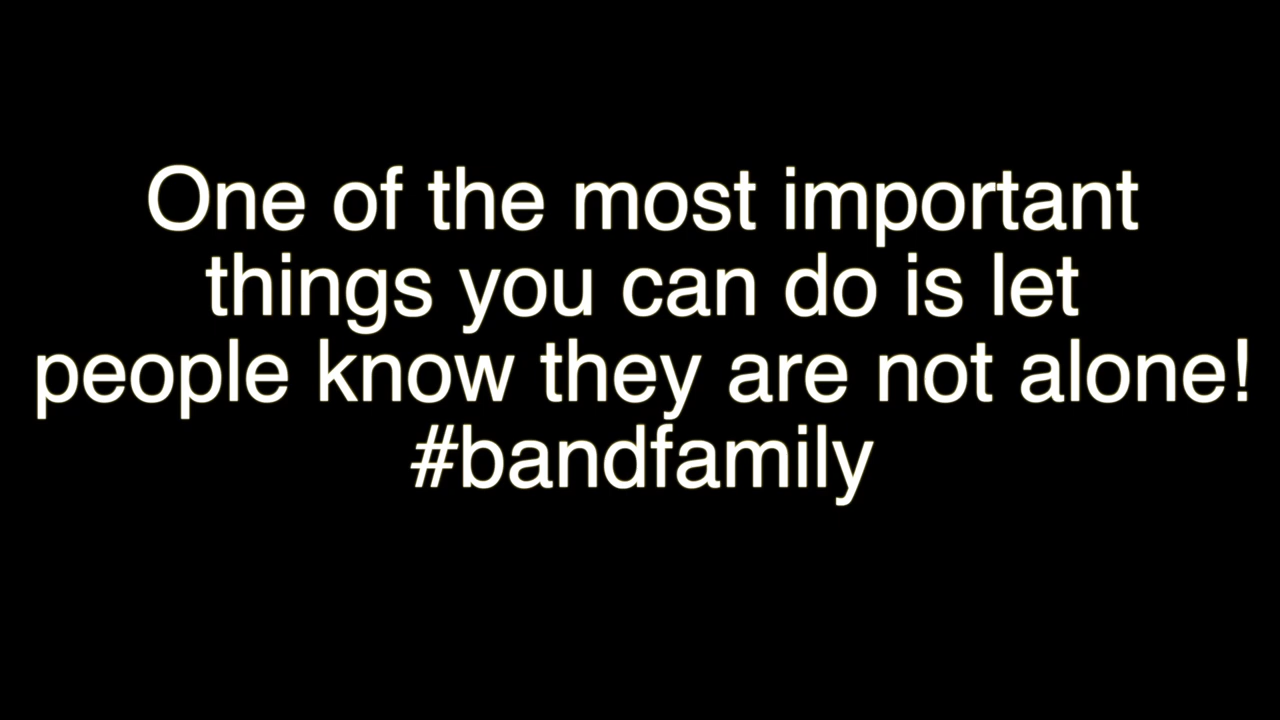 One of the most important
things you can do is let
people know they are not alone!
#bandfamily